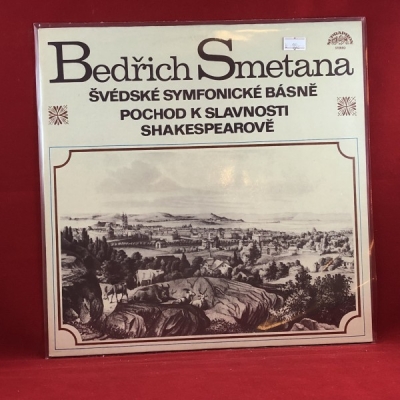 Bedřich Smetana
ŠVÉDSKÉ SYMFONICKÉ BÁSNĚ
POCHOD K SLAVNOSTI
SHAKESPEAROVĚ